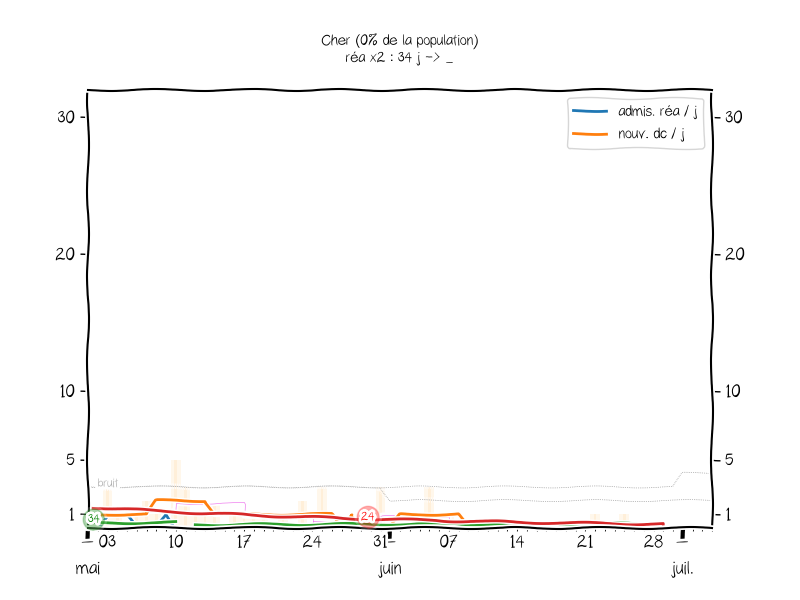 Cher (0% de la population)
réa x2 : 34 j -> _
admis. réa / j
nouv. dc / j
30
30
20
20
10
10
5
5
bruit
1
1
34
24
03
10
17
24
31
07
14
21
28
mai
juin
juil.